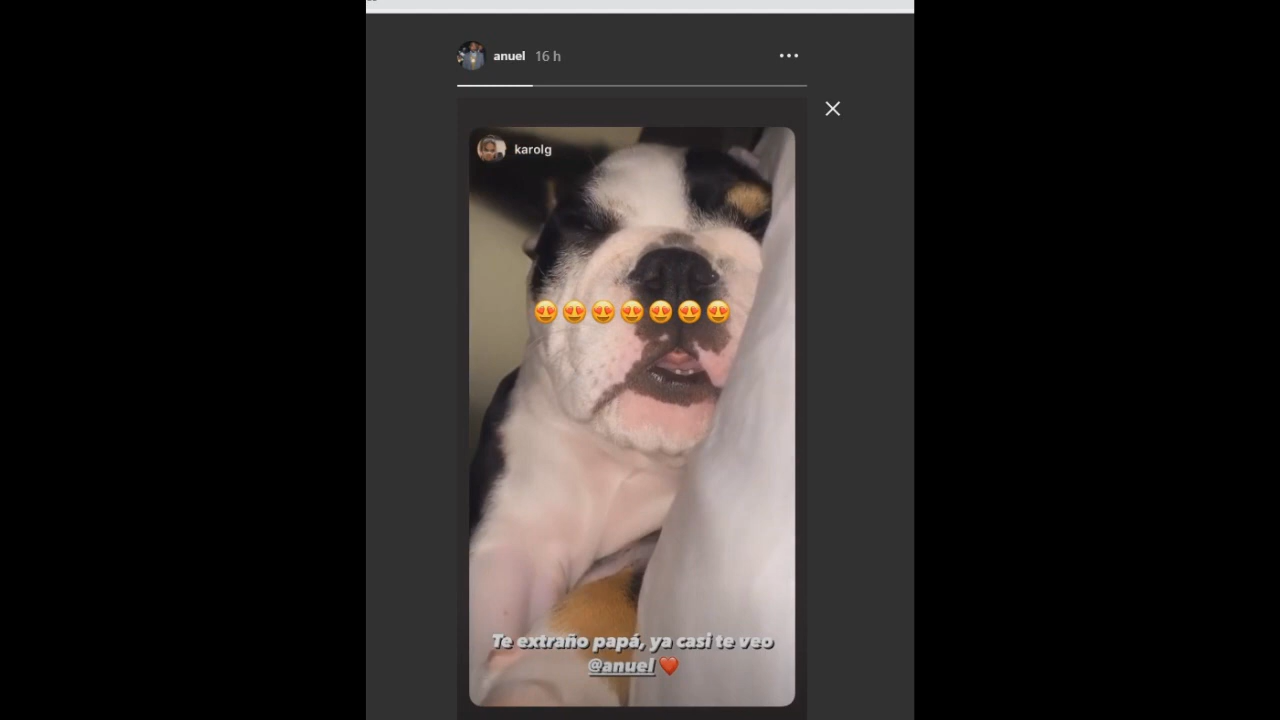 anuel 16 h
karolg
😍😍😍😍😍😍😍
Te extraño papá, ya casi te veo
@anuel ❤️